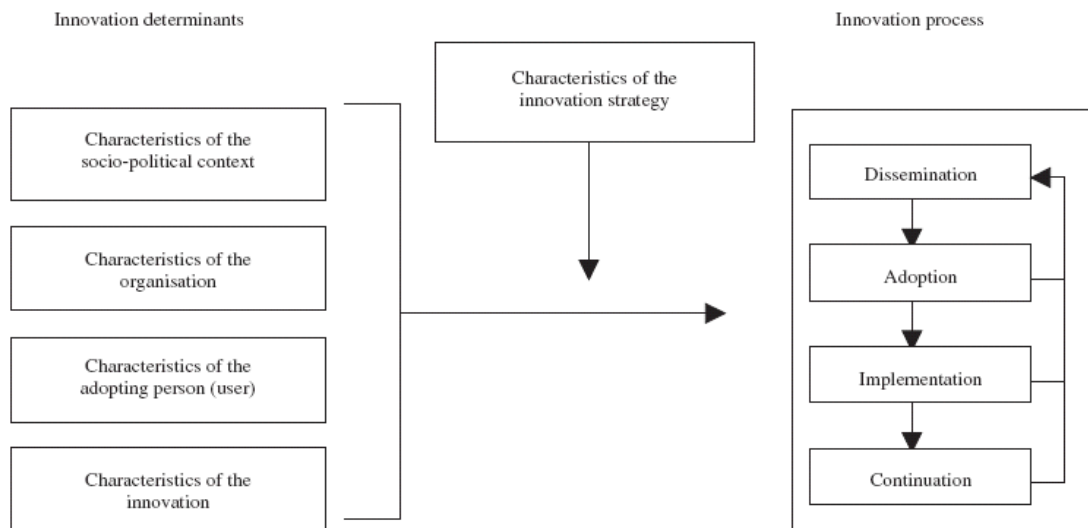 Innovation determinants
Innovation process
Characteristics of the
innovation strategy
Characteristics of the
socio-political context
Characteristics of the
organisation
Characteristics of the
adopting person (user)
Characteristics of the
innovation
Dissemination
Adoption
Implementation
Continuation